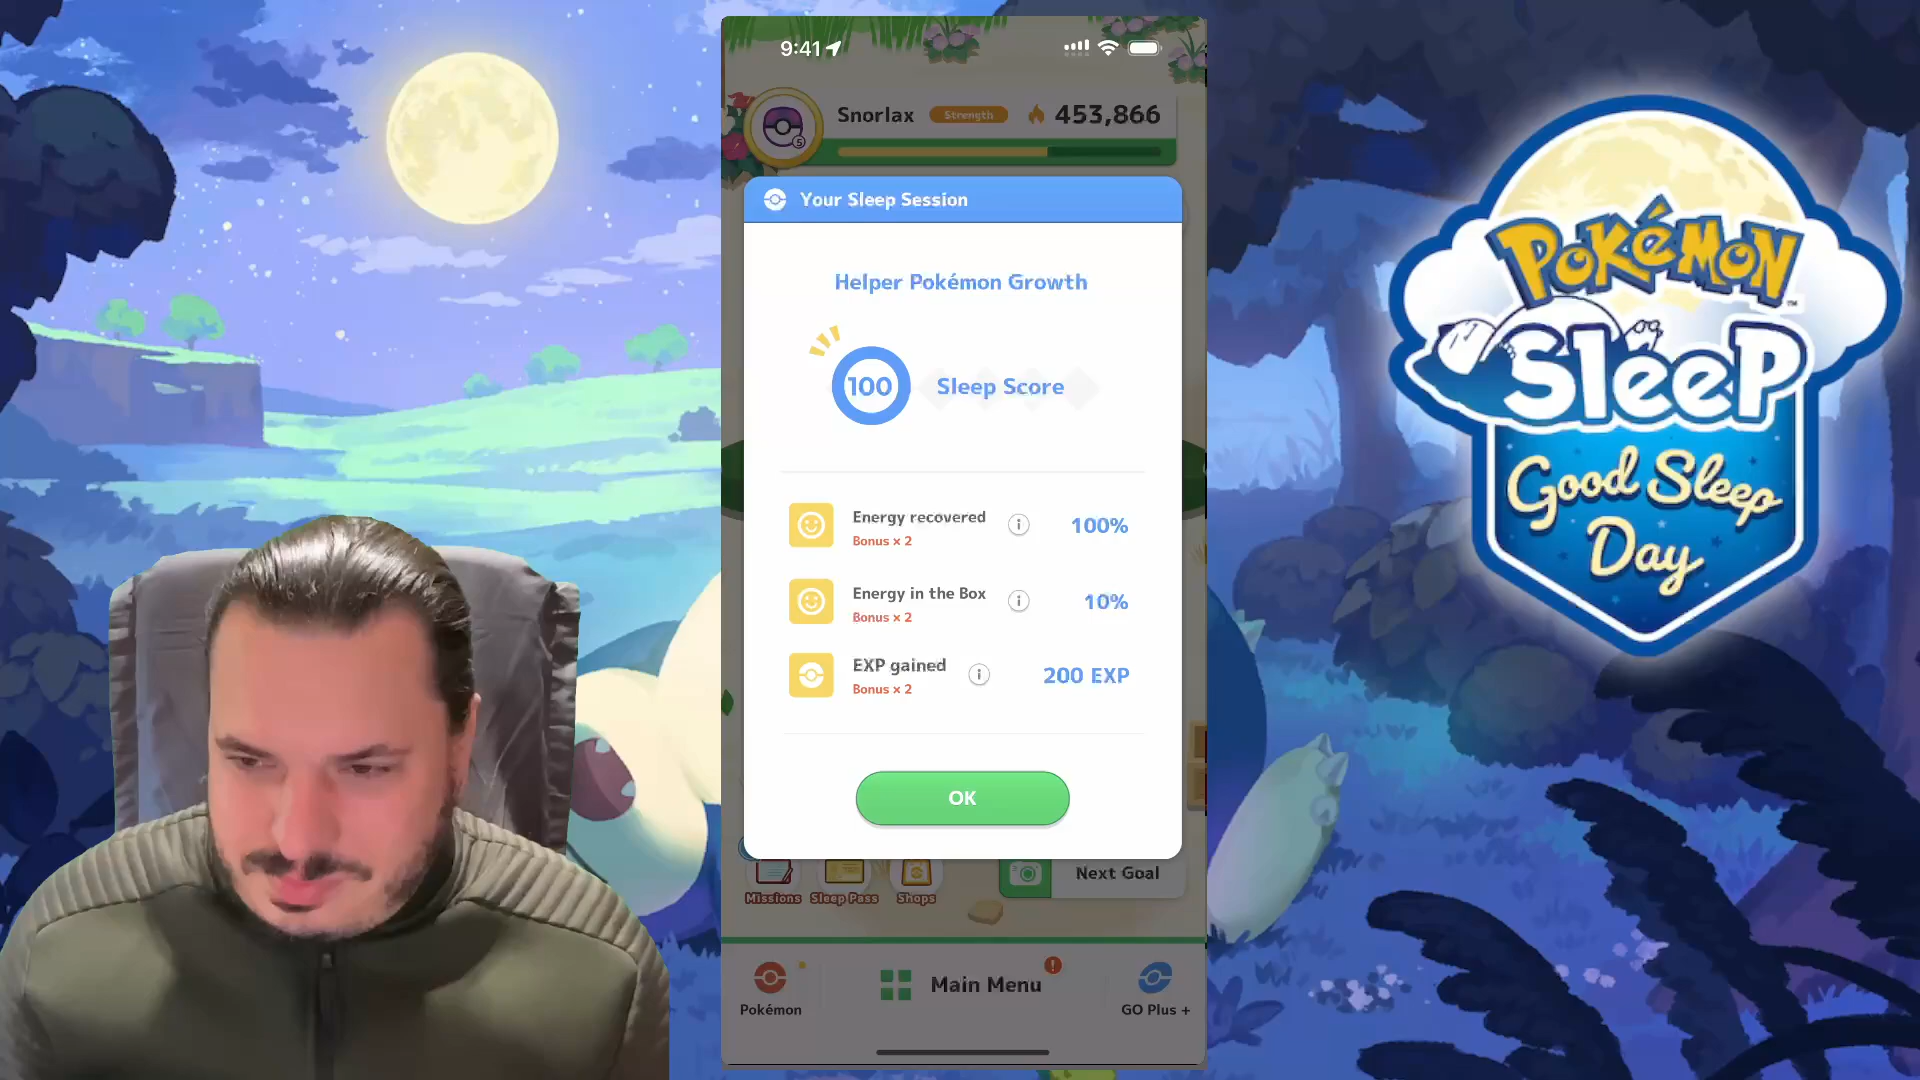 9:41
Snorlax Strength 453,866
5
Your Sleep Session
Helper Pokémon Growth
100 Sleep Score
Energy recovered 100%
Bonus × 2
Energy in the Box 10%
Bonus × 2
EXP gained 200 EXP
Bonus × 2
OK
Missions Sleep Pass Shops Next Goal
Pokémon Main Menu GO Plus +
POKÉMON
Sleep
Good Sleep
Day